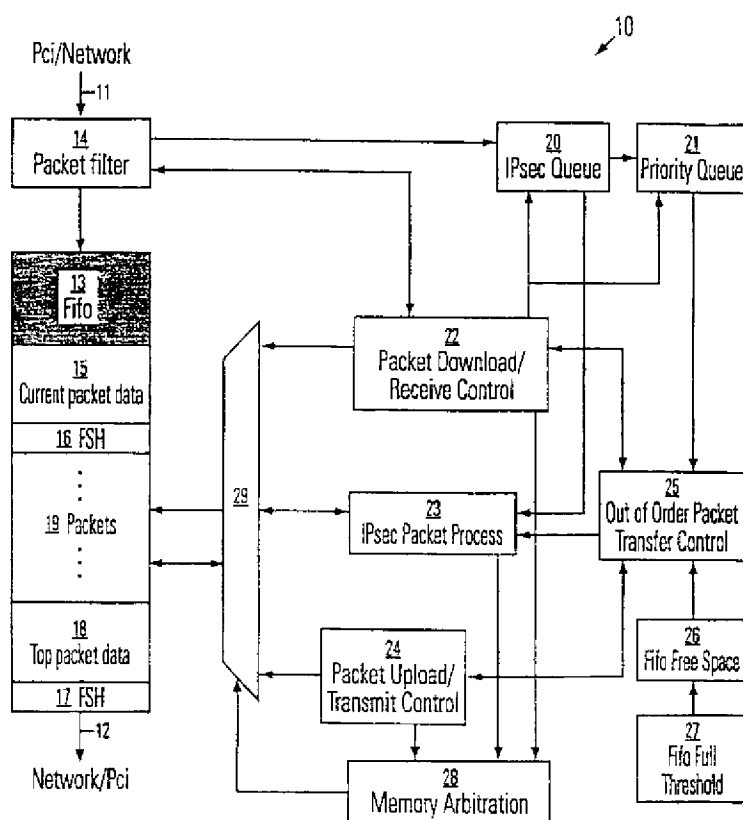 10
Pci/Network
11
14
Packet filter
20
IPsec Queue
21
Priority Queue
13
Fifo
22
Packet Download/
Receive Control
15
Current packet data
16 FSH
29
19 Packets
23
IPsec Packet Process
25
Out of Order Packet
Transfer Control
18
Top packet data
24
Packet Upload/
Transmit Control
26
Fifo Free Space
17 FSH
12
27
Fifo Full
Threshold
Network/Pci
28
Memory Arbitration